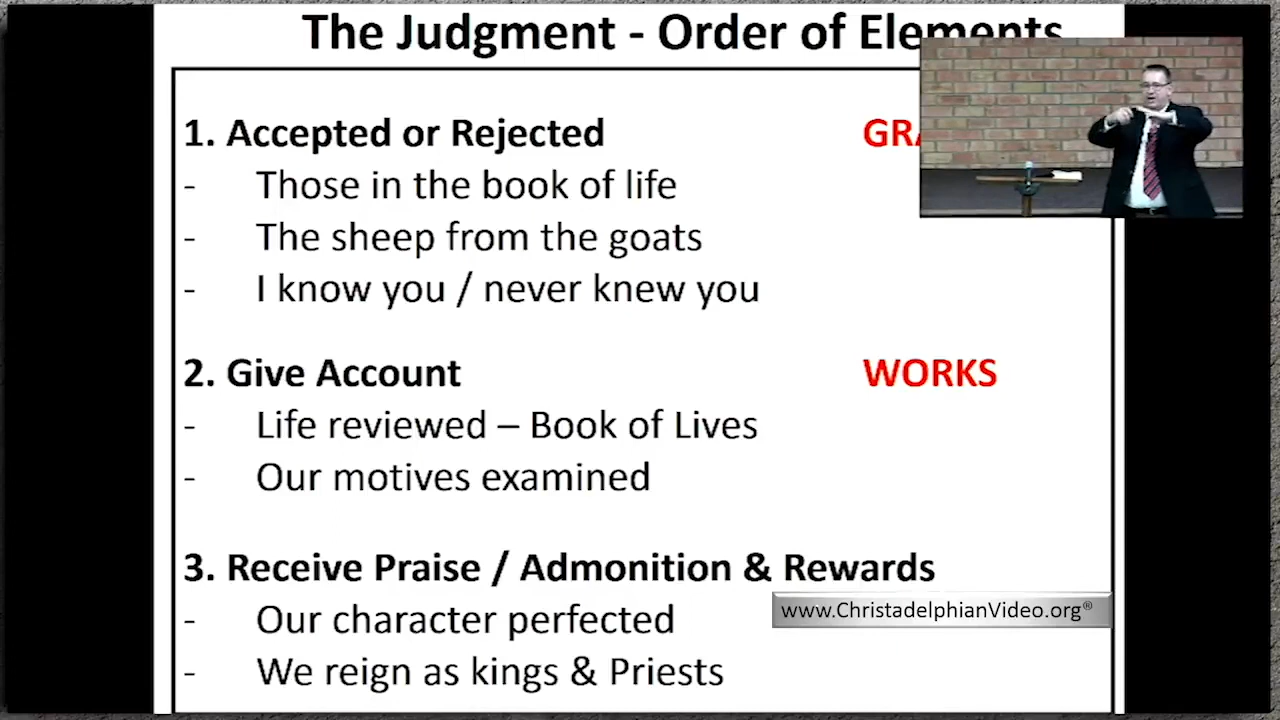 The Judgment - Order of Elements
1. Accepted or Rejected
- Those in the book of life
- The sheep from the goats
- I know you / never knew you
2. Give Account WORKS
- Life reviewed – Book of Lives
- Our motives examined
3. Receive Praise / Admonition & Rewards
www.ChristadelphianVideo.org®
- Our character perfected
- We reign as kings & Priests